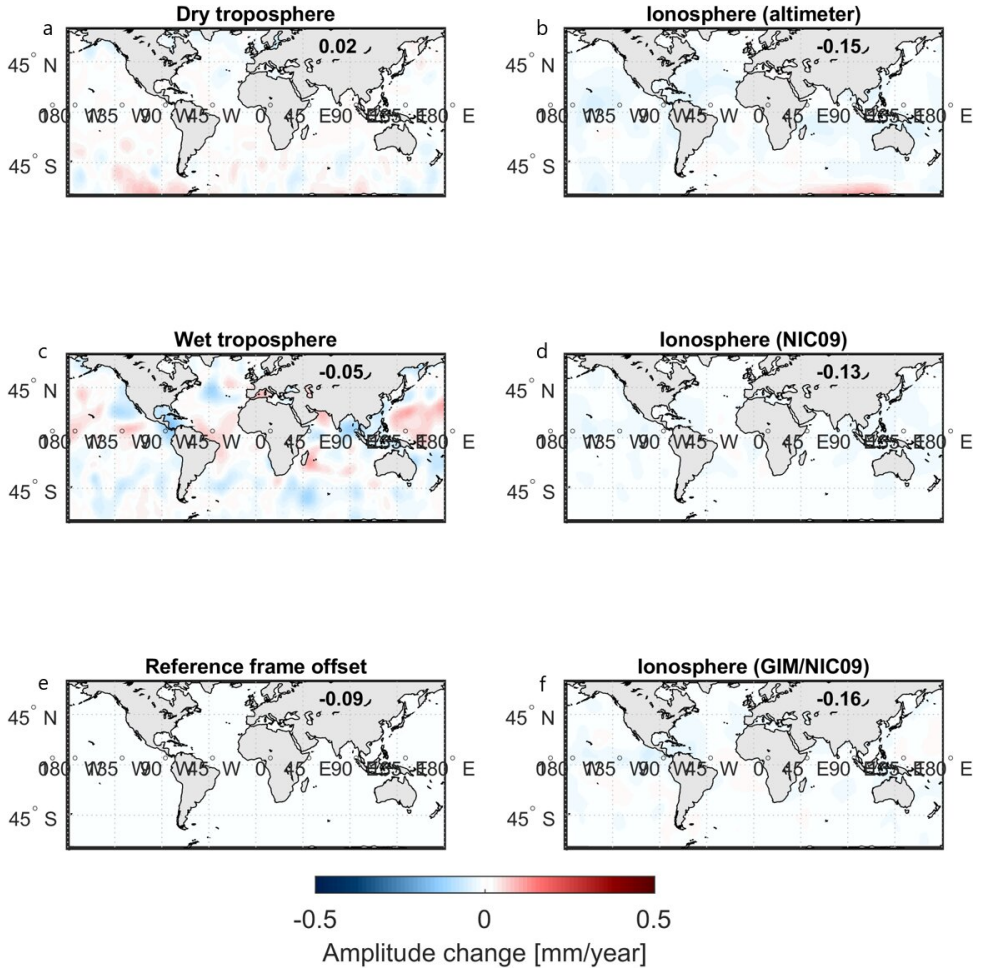 Dry troposphere
a
0.02
45° N
45° S
Ionosphere (altimeter)
b
-0.15
45° N
45° S
Wet troposphere
c
-0.05
45° N
45° S
Ionosphere (NIC09)
d
-0.13
45° N
45° S
Reference frame offset
e
-0.09
45° N
45° S
Ionosphere (GIM/NIC09)
f
-0.16
45° N
45° S
-0.5 0 0.5
Amplitude change [mm/year]